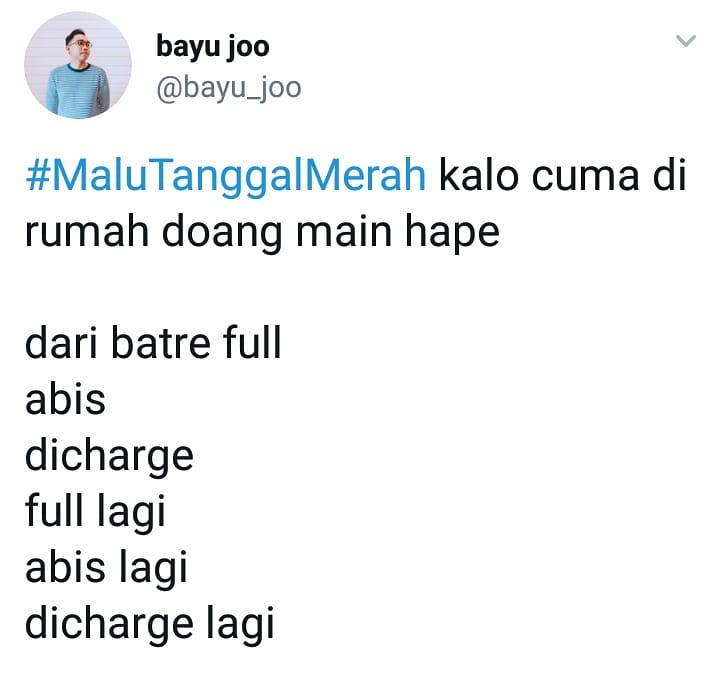 bayu joo
@bayu_joo
#MaluTanggalMerah kalo cuma di
rumah doang main hape
dari batre full
abis
dicharge
full lagi
abis lagi
dicharge lagi